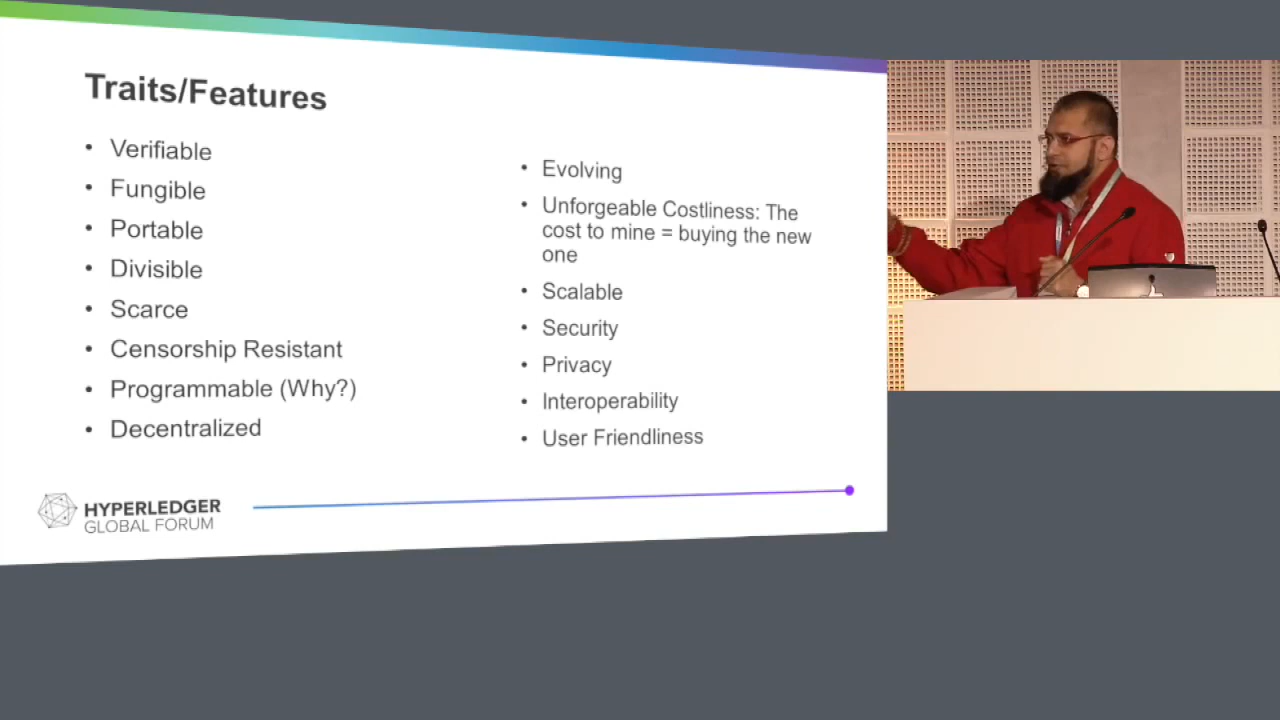 Traits/Features
• Verifiable
• Fungible
• Portable
• Divisible
• Scarce
• Censorship Resistant
• Programmable (Why?)
• Decentralized
• Evolving
• Unforgeable Costliness: The
cost to mine = buying the new
one
• Scalable
• Security
• Privacy
• Interoperability
• User Friendliness
HYPERLEDGER
GLOBAL FORUM